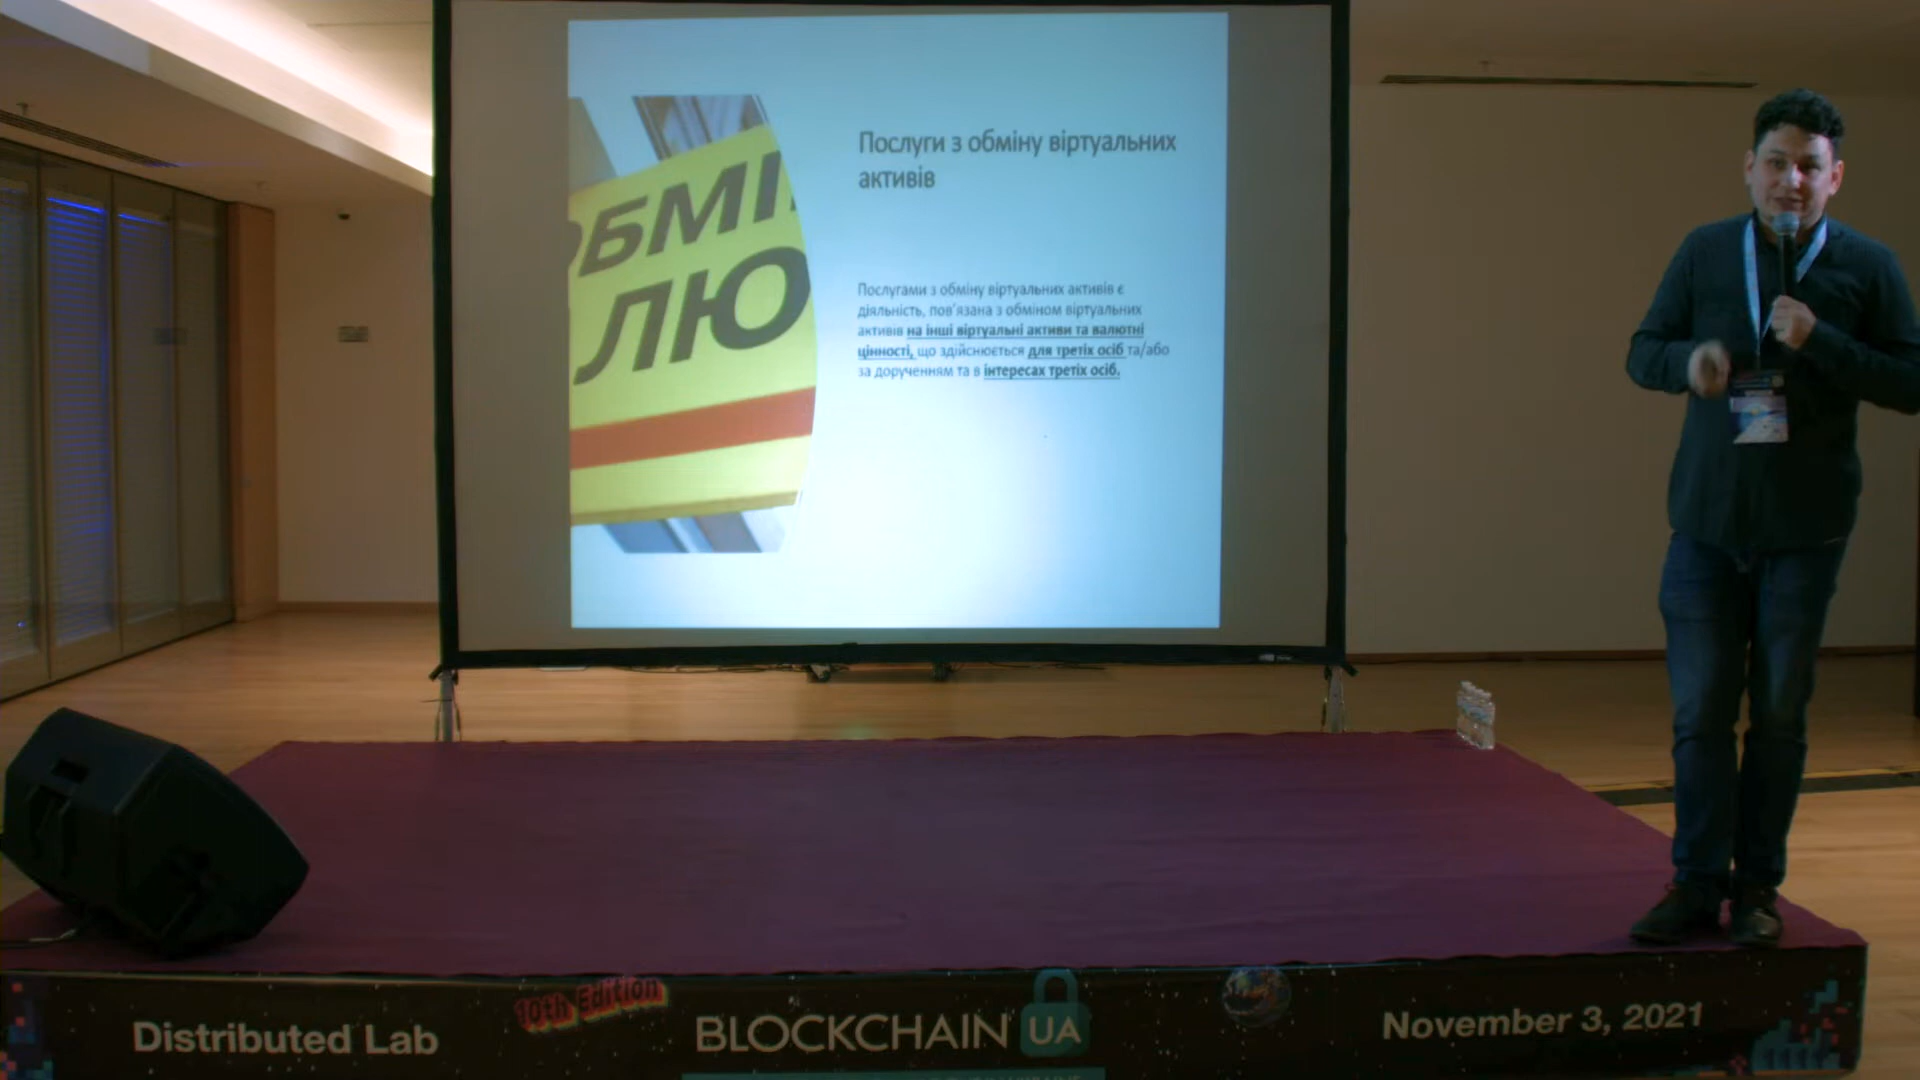 ОБМІ
ЛЮ
Послуги з обміну віртуальних
активів
Послугами з обміну віртуальних активів є
діяльність, пов'язана з обміном віртуальних
активів на інші віртуальні активи та валютні
цінності, що здійснюється для третіх осіб та/або
за дорученням та в інтересах третіх осіб.
10th Edition
Distributed Lab
BLOCKCHAIN UA
November 3, 2021